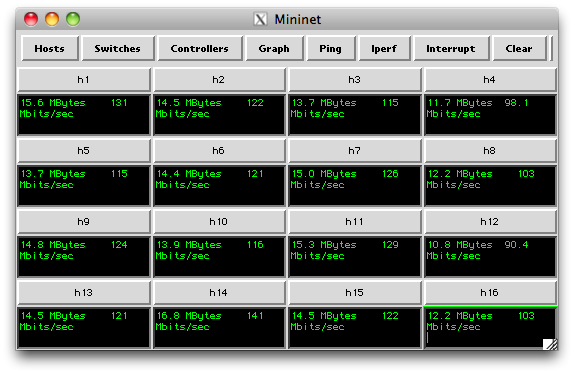 X Mininet
Hosts Switches Controllers Graph Ping Iperf Interrupt Clear
h1 h2 h3 h4
15.6 MBytes 131 14.5 MBytes 122 13.7 MBytes 115 11.7 MBytes 98.1
Mbits/sec Mbits/sec Mbits/sec Mbits/sec
h5 h6 h7 h8
13.7 MBytes 115 14.4 MBytes 121 15.0 MBytes 126 12.2 MBytes 103
Mbits/sec Mbits/sec Mbits/sec Mbits/sec
h9 h10 h11 h12
14.8 MBytes 124 13.9 MBytes 116 15.3 MBytes 129 10.8 MBytes 90.4
Mbits/sec Mbits/sec Mbits/sec Mbits/sec
h13 h14 h15 h16
14.5 MBytes 121 16.8 MBytes 141 14.5 MBytes 122 12.2 MBytes 103
Mbits/sec Mbits/sec Mbits/sec Mbits/sec